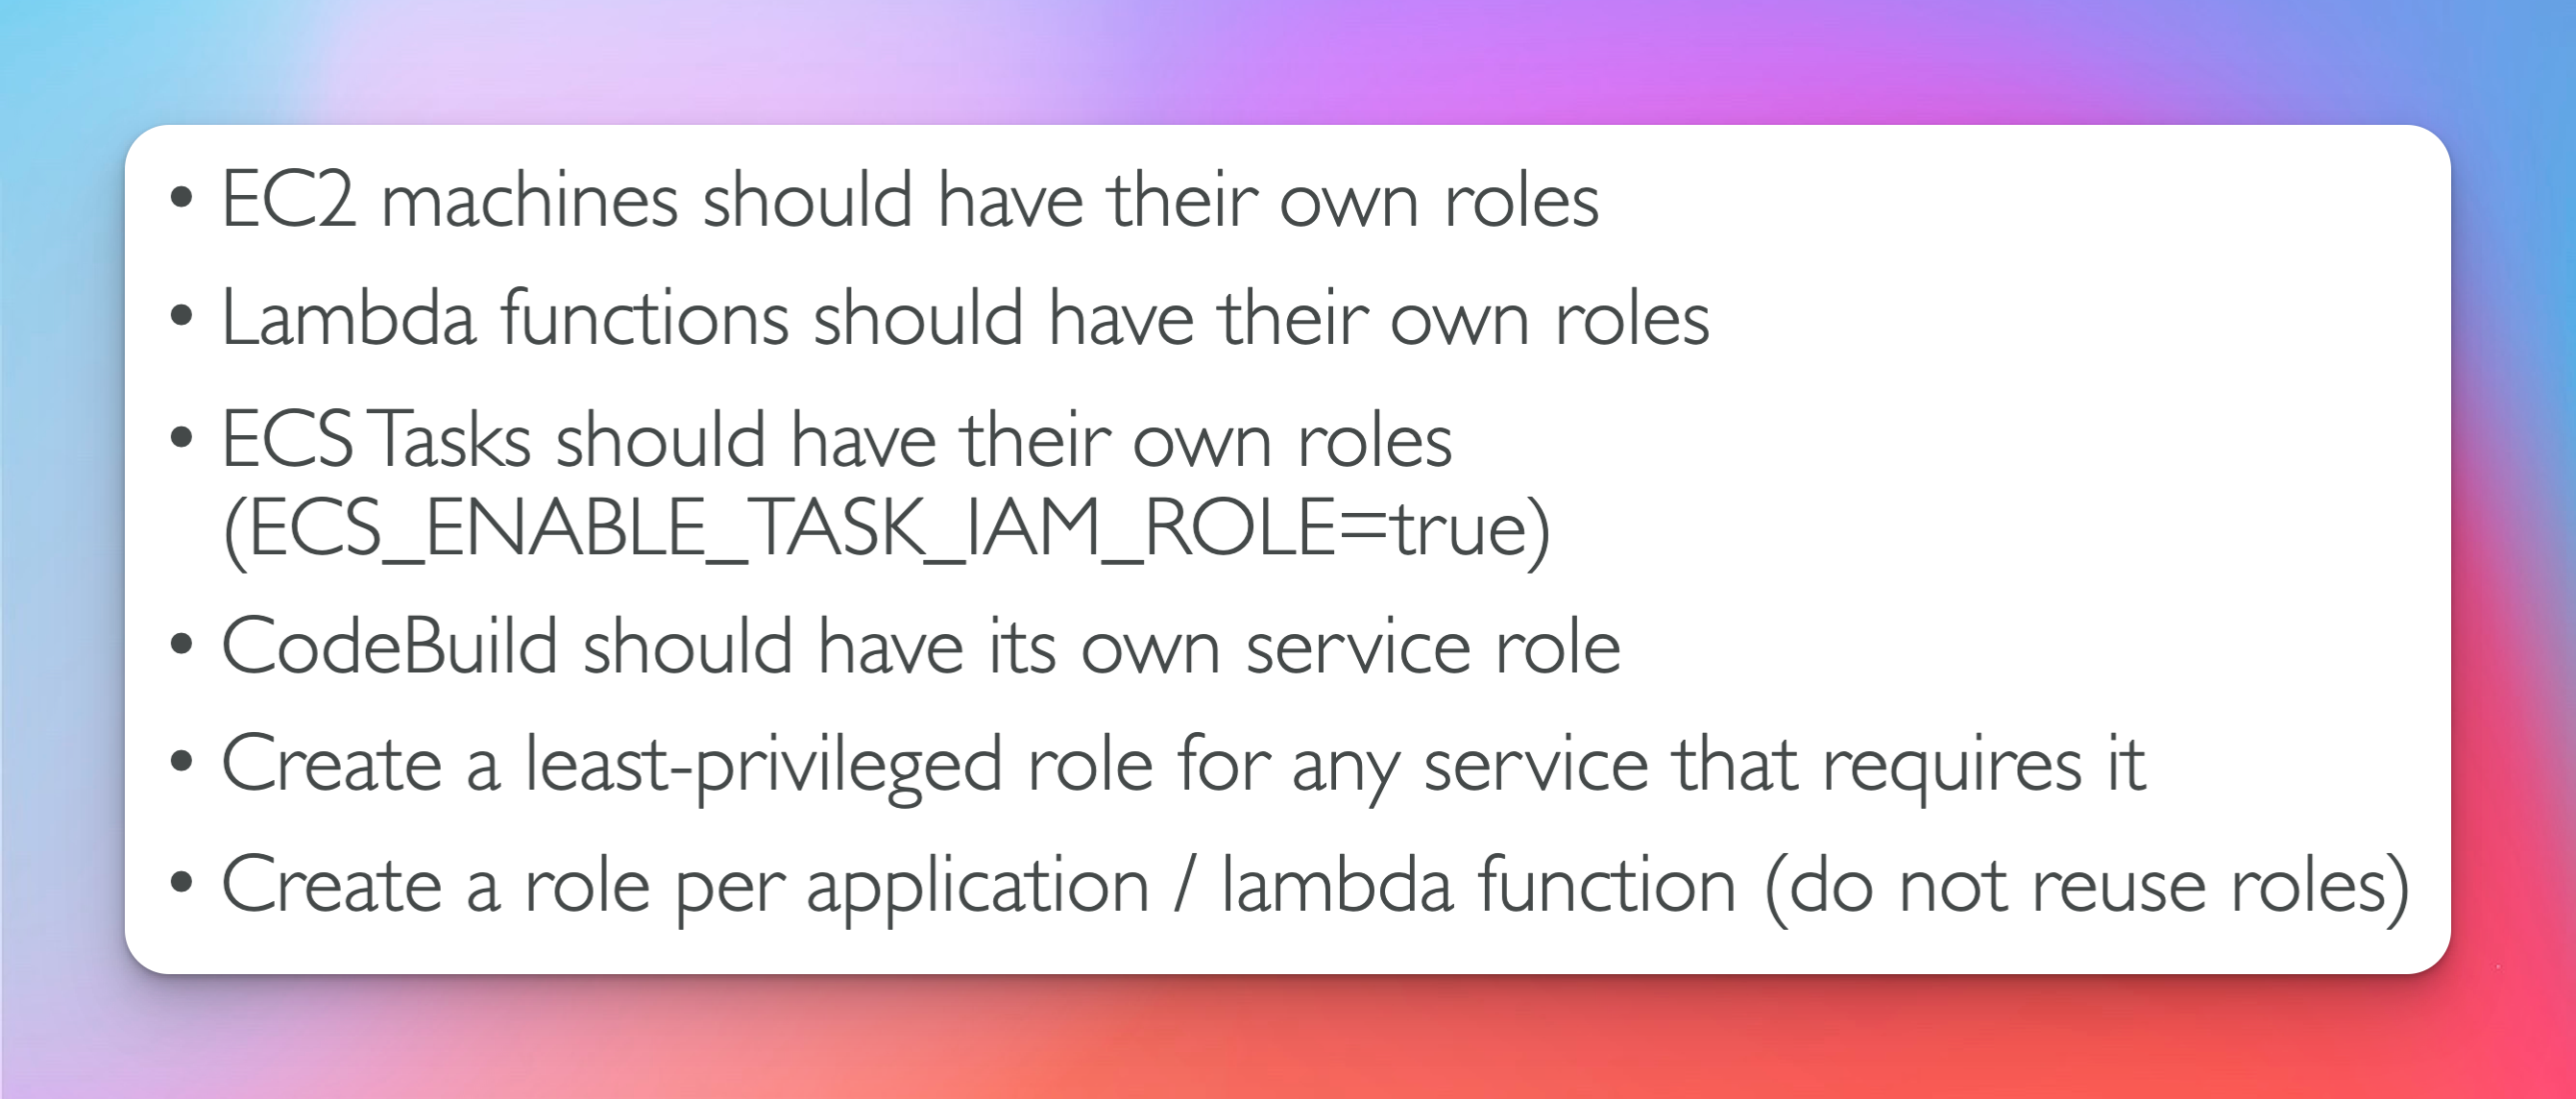 • EC2 machines should have their own roles
• Lambda functions should have their own roles
• ECS Tasks should have their own roles
(ECS_ENABLE_TASK_IAM_ROLE=true)
• CodeBuild should have its own service role
• Create a least-privileged role for any service that requires it
• Create a role per application / lambda function (do not reuse roles)